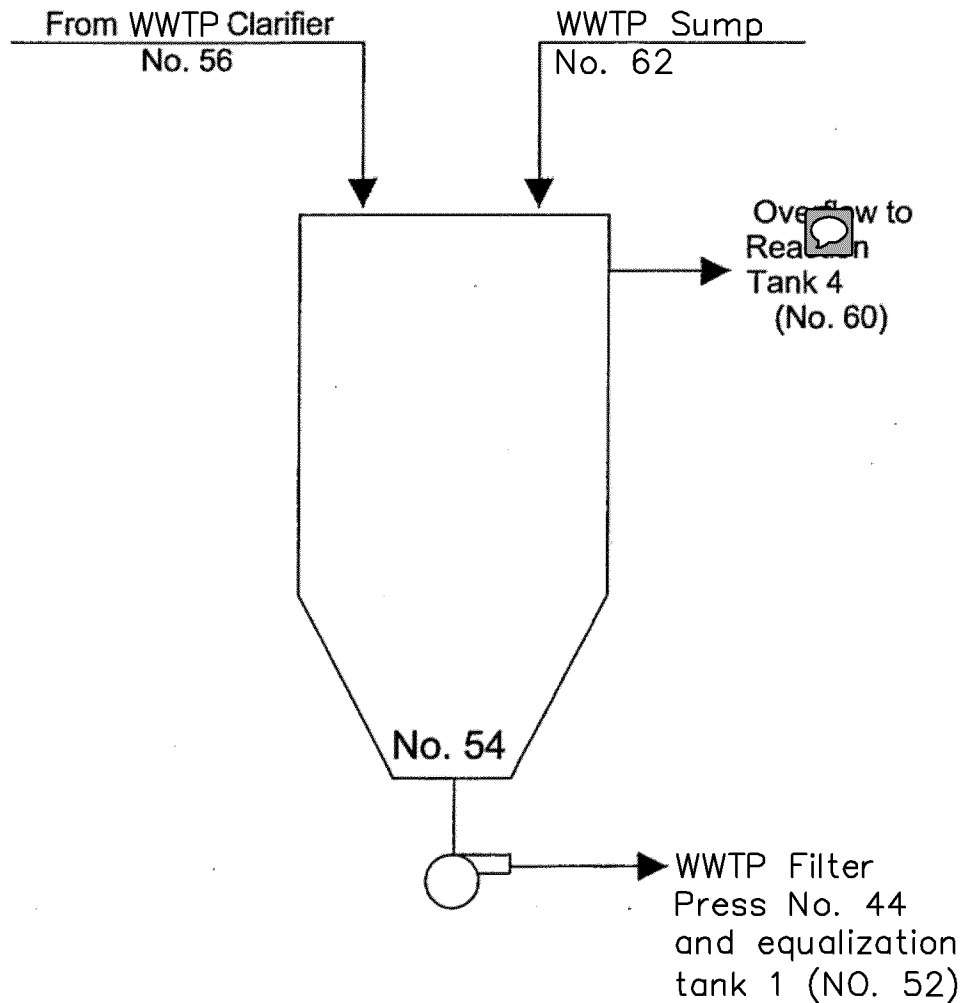 From WWTP Clarifier
No. 56
WWTP Sump
No. 62
to
Tank 4
(No. 60)
No. 54
WWTP Filter
Press No. 44
and equalization
tank 1 (NO. 52)